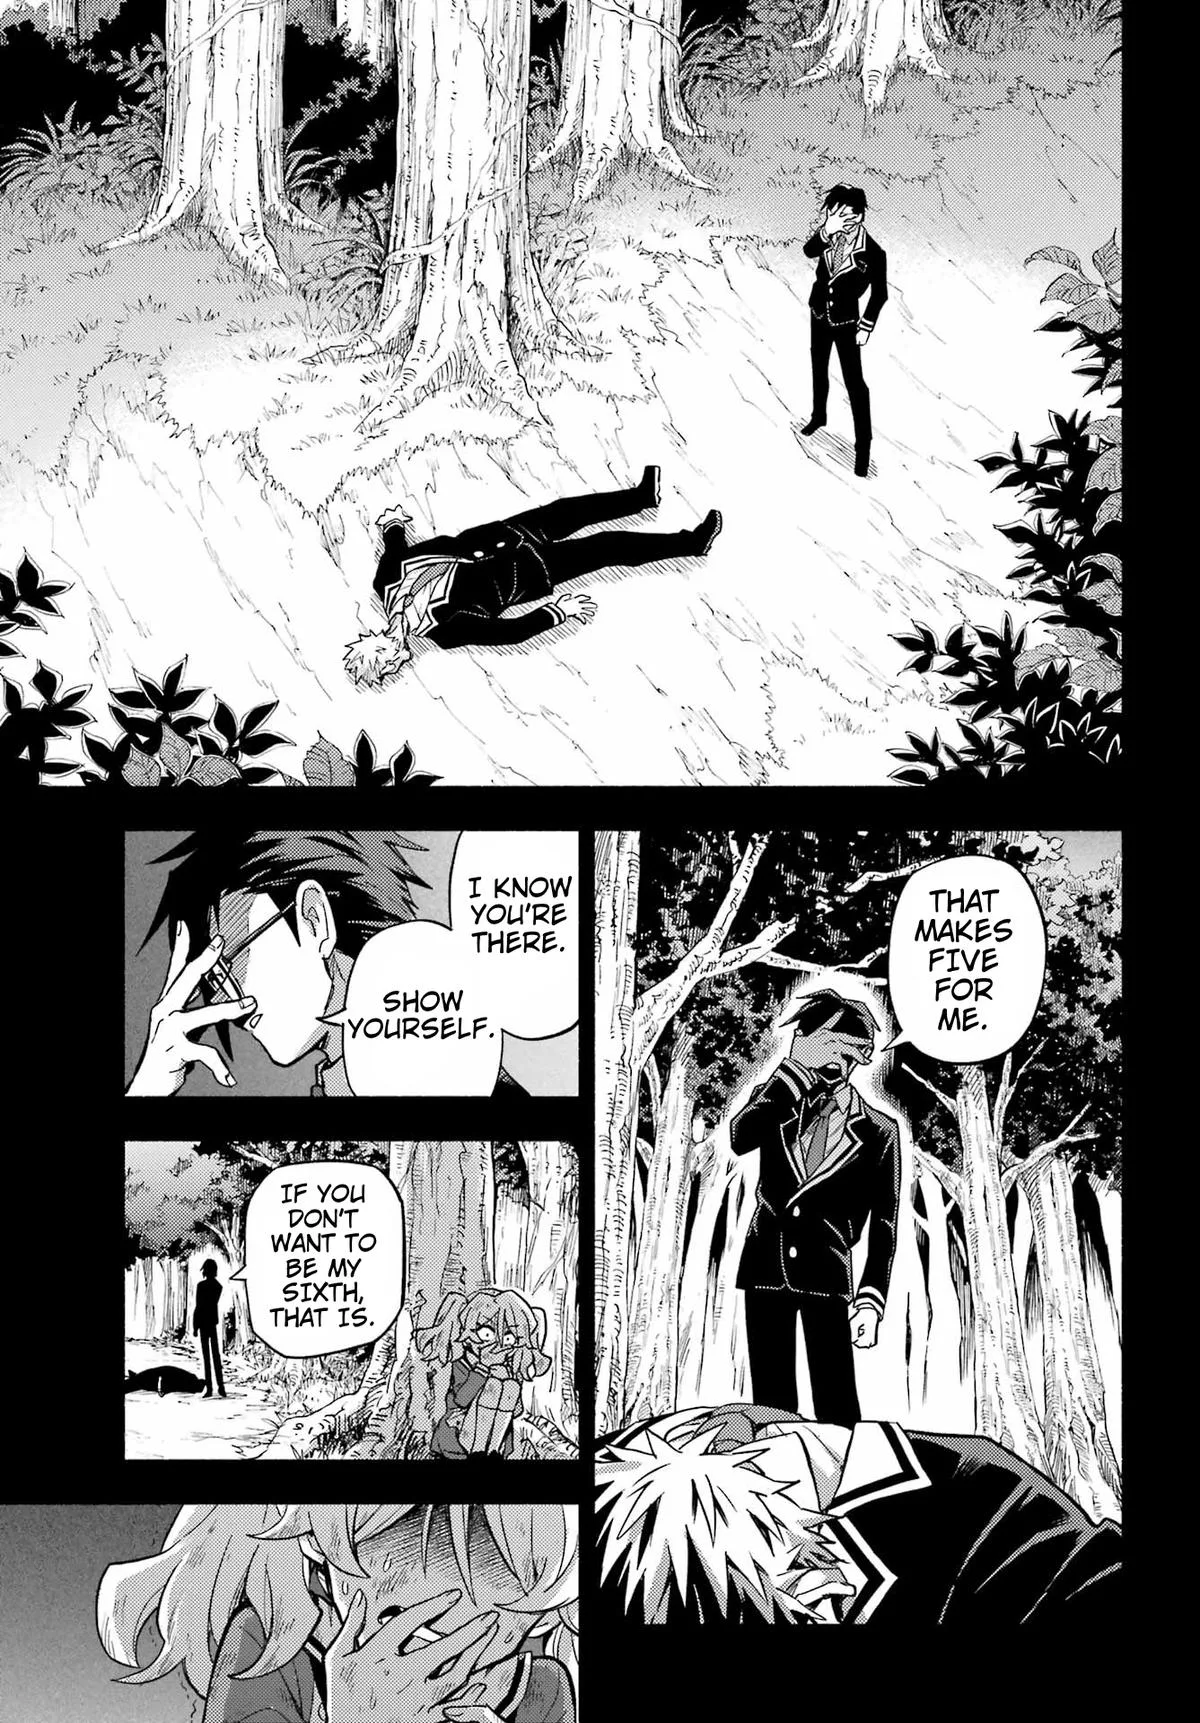 THAT
MAKES
FIVE
FOR
ME.
I KNOW
YOU'RE
THERE.
SHOW
YOURSELF.
IF YOU
DON'T
WANT TO
BE MY
SIXTH,
THAT IS.